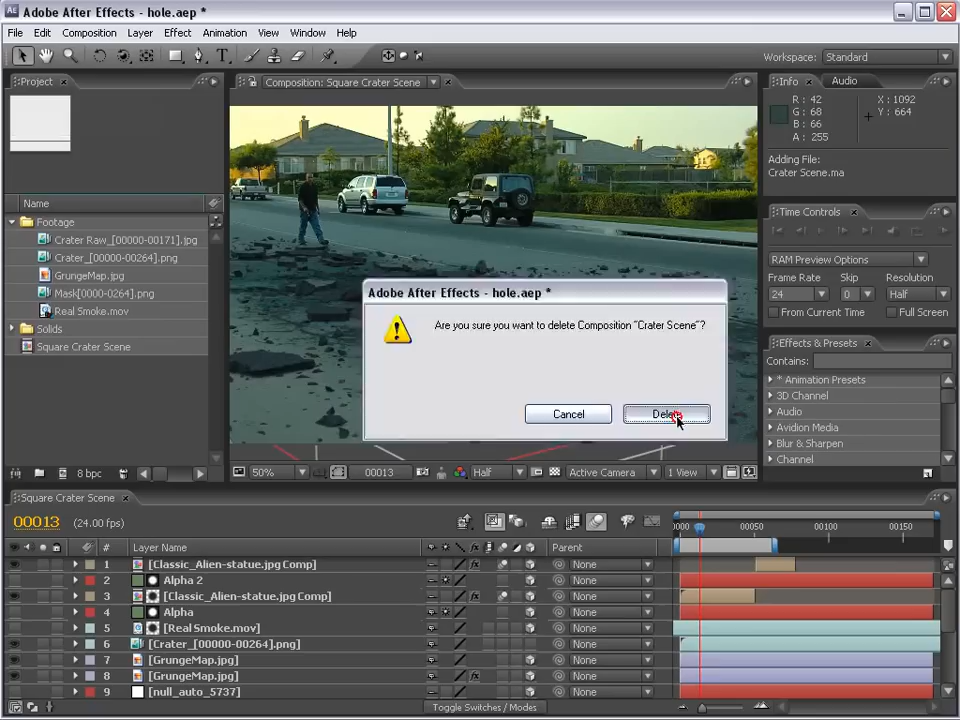 Adobe After Effects - hole.aep *
File Edit Composition Layer Effect Animation View Window Help
Workspace: Standard
Project
Composition: Square Crater Scene
Info Audio
R: 42 X: 1092
G: 68 Y: 664
B: 66
A: 255
Adding File:
Crater Scene.ma
Name
Footage
Crater Raw_[00000-00171].jpg
Crater_[00000-00264].png
GrungeMap.jpg
Mask[0000-0264].png
Real Smoke.mov
Solids
Square Crater Scene
8 bpc
Time Controls
RAM Preview Options
Frame Rate Skip Resolution
24 0 Half
From Current Time Full Screen
Effects & Presets
Contains:
* Animation Presets
3D Channel
Audio
Avidion Media
Blur & Sharpen
Channel
Adobe After Effects - hole.aep *
Are you sure you want to delete Composition "Crater Scene"?
Cancel Delete
50% 00013 Half Active Camera 1 View
Square Crater Scene
00013 (24.00 fps)
0000 00050 00100 00150
# Layer Name Parent
1 [Classic_Alien-statue.jpg Comp] None
2 Alpha 2 None
3 [Classic_Alien-statue.jpg Comp] None
4 Alpha None
5 [Real Smoke.mov] None
6 [Crater_[00000-00264].png] None
7 [GrungeMap.jpg] None
8 [GrungeMap.jpg] None
9 [null_auto_5737] None
Toggle Switches / Modes